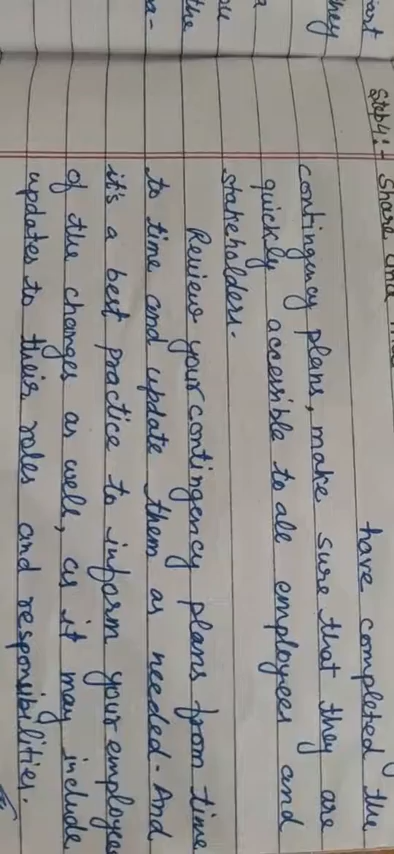 Step 4:- Share and
have completed the
contingency plans, make sure that they are
quickly accessible to all employees and
stakeholders.
Review your contingency plans from time
to time and update them as needed. And
it's a best practice to inform your employee
of the changes as well, as it may include
updates to their roles and responsibilities.
they
a
the